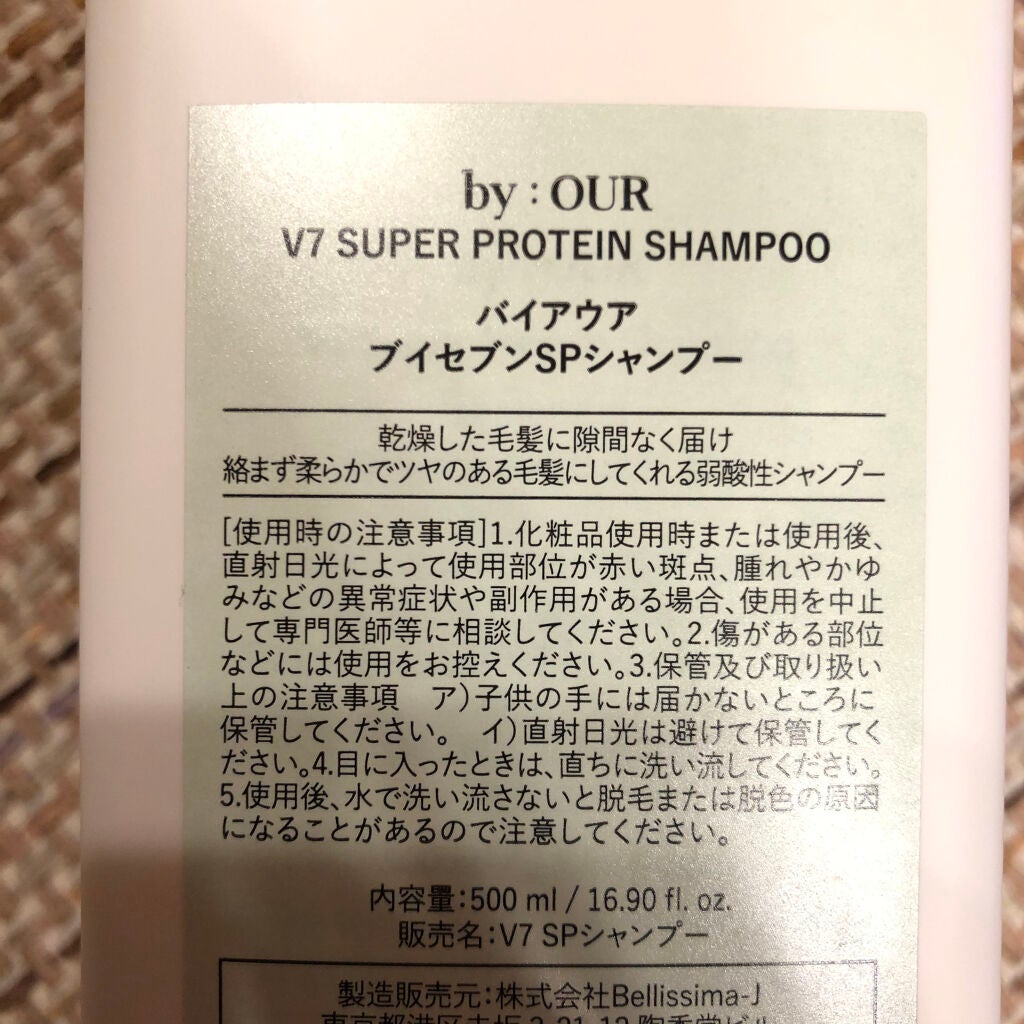 by : OUR
V7 SUPER PROTEIN SHAMPOO
バイアウア
ブイセブンSPシャンプー
乾燥した毛髪に隙間なく届け
絡まず柔らかでツヤのある毛髪にしてくれる弱酸性シャンプー
[使用時の注意事項]1.化粧品使用時または使用後、
直射日光によって使用部位が赤い斑点、腫れやかゆ
みなどの異常症状や副作用がある場合、使用を中止
して専門医師等に相談してください。2.傷がある部位
などには使用をお控えください。3.保管及び取り扱い
上の注意事項　ア)子供の手には届かないところに
保管してください。　イ)直射日光は避けて保管してく
ださい。4.目に入ったときは、直ちに洗い流してください。
5.使用後、水で洗い流さないと脱毛または脱色の原因
になることがあるので注意してください。
内容量:500 ml / 16.90 fl. oz.
販売名:V7 SPシャンプー
製造販売元:株式会社Bellissima-J
東京都港区赤坂